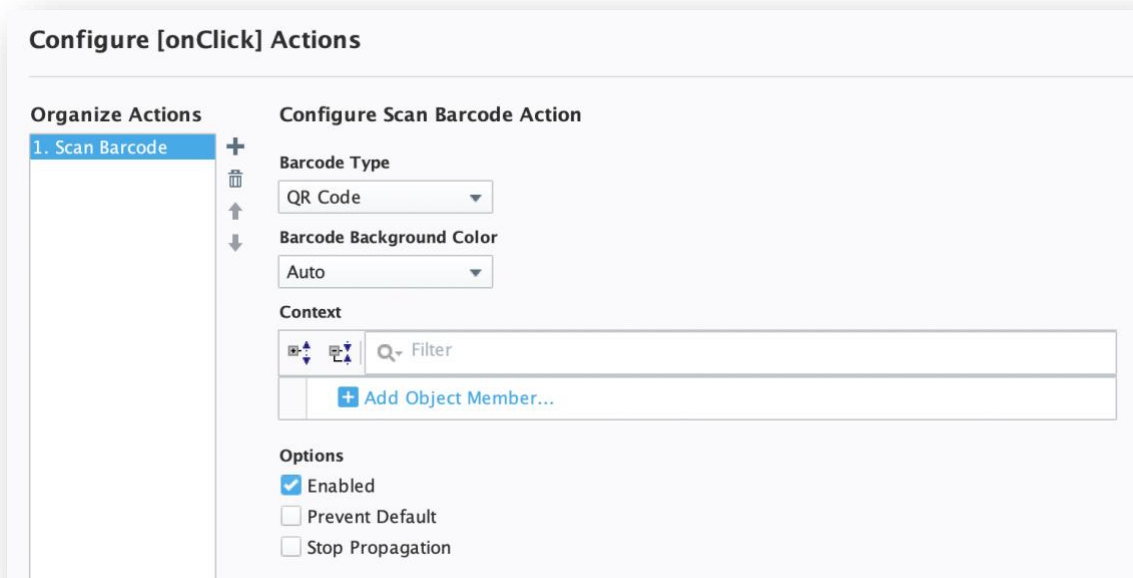 Configure [onClick] Actions
Organize Actions
1. Scan Barcode
Configure Scan Barcode Action
Barcode Type
QR Code
Barcode Background Color
Auto
Context
Filter
Add Object Member...
Options
Enabled
Prevent Default
Stop Propagation